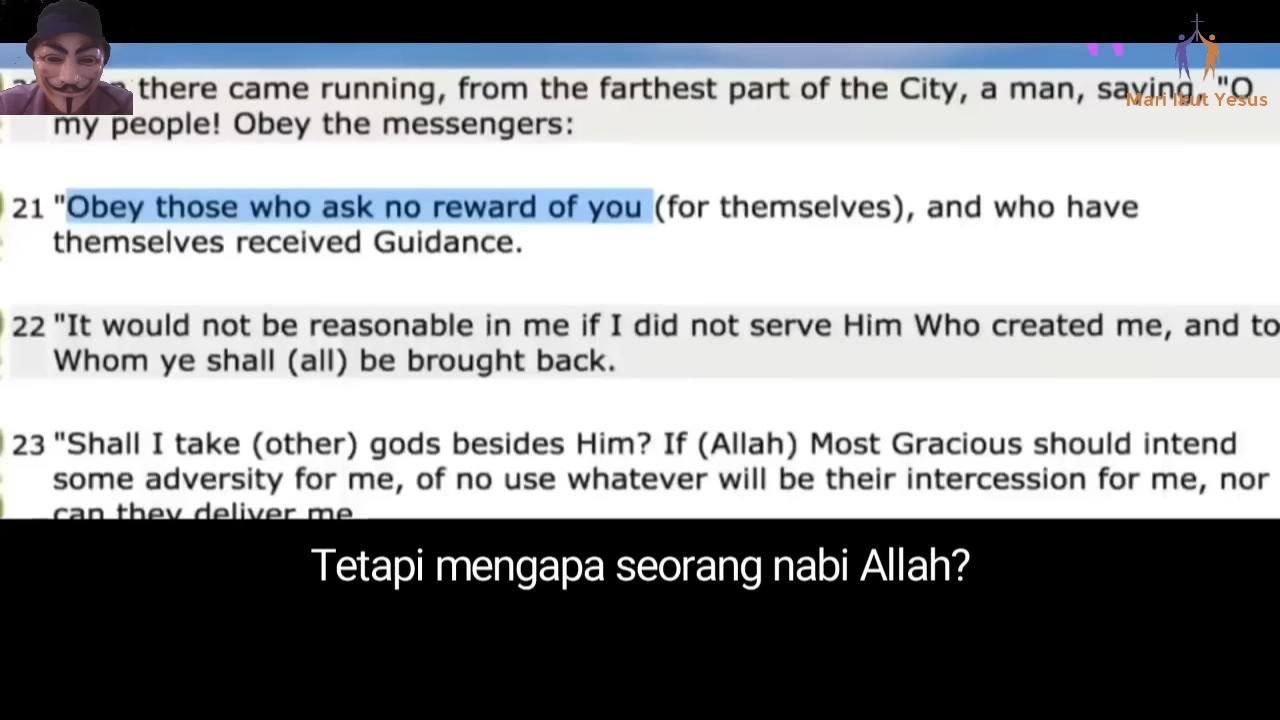 there came running, from the farthest part of the City, a man, saying, "O
my people! Obey the messengers:
Mari Ikut Yesus
21 "Obey those who ask no reward of you (for themselves), and who have
themselves received Guidance.
22 "It would not be reasonable in me if I did not serve Him Who created me, and to
Whom ye shall (all) be brought back.
23 "Shall I take (other) gods besides Him? If (Allah) Most Gracious should intend
some adversity for me, of no use whatever will be their intercession for me, nor
can they deliver me
Tetapi mengapa seorang nabi Allah?